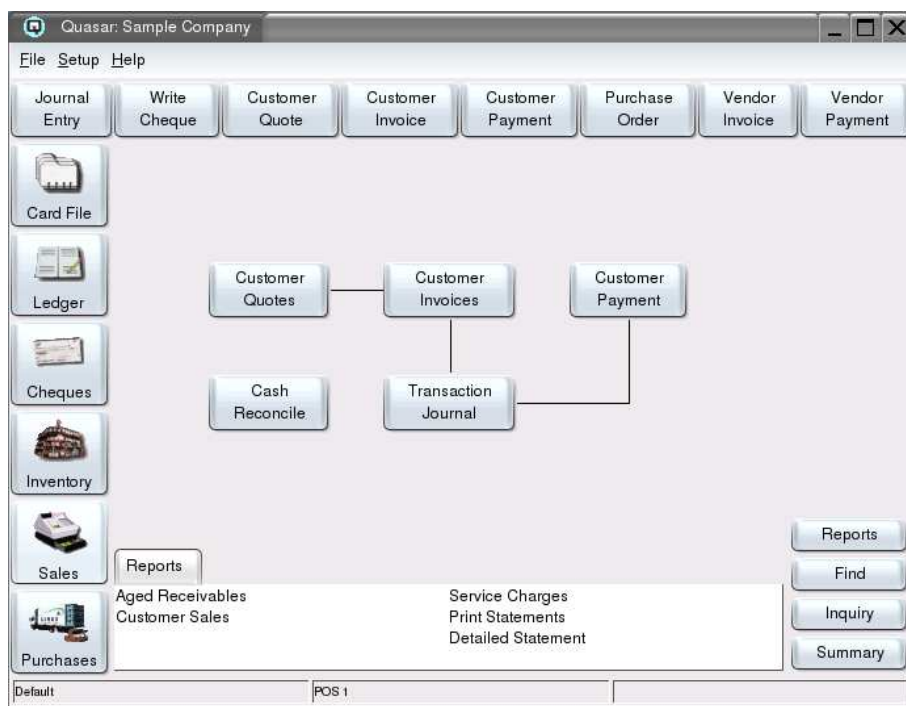 Quasar: Sample Company
File Setup Help
Journal Entry
Write Cheque
Customer Quote
Customer Invoice
Customer Payment
Purchase Order
Vendor Invoice
Vendor Payment
Card File
Ledger
Cheques
Inventory
Sales
Purchases
Customer Quotes
Customer Invoices
Customer Payment
Cash Reconcile
Transaction Journal
Reports
Aged Receivables
Customer Sales
Service Charges
Print Statements
Detailed Statement
Reports
Find
Inquiry
Summary
Default
POS 1